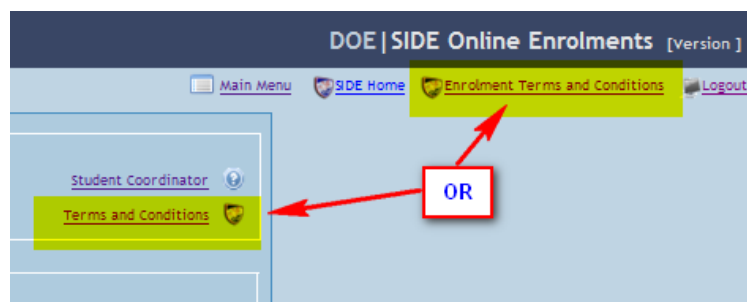 DOE|SIDE Online Enrolments [Version ]
Main Menu SIDE Home Enrolment Terms and Conditions Logout
Student Coordinator
Terms and Conditions
OR